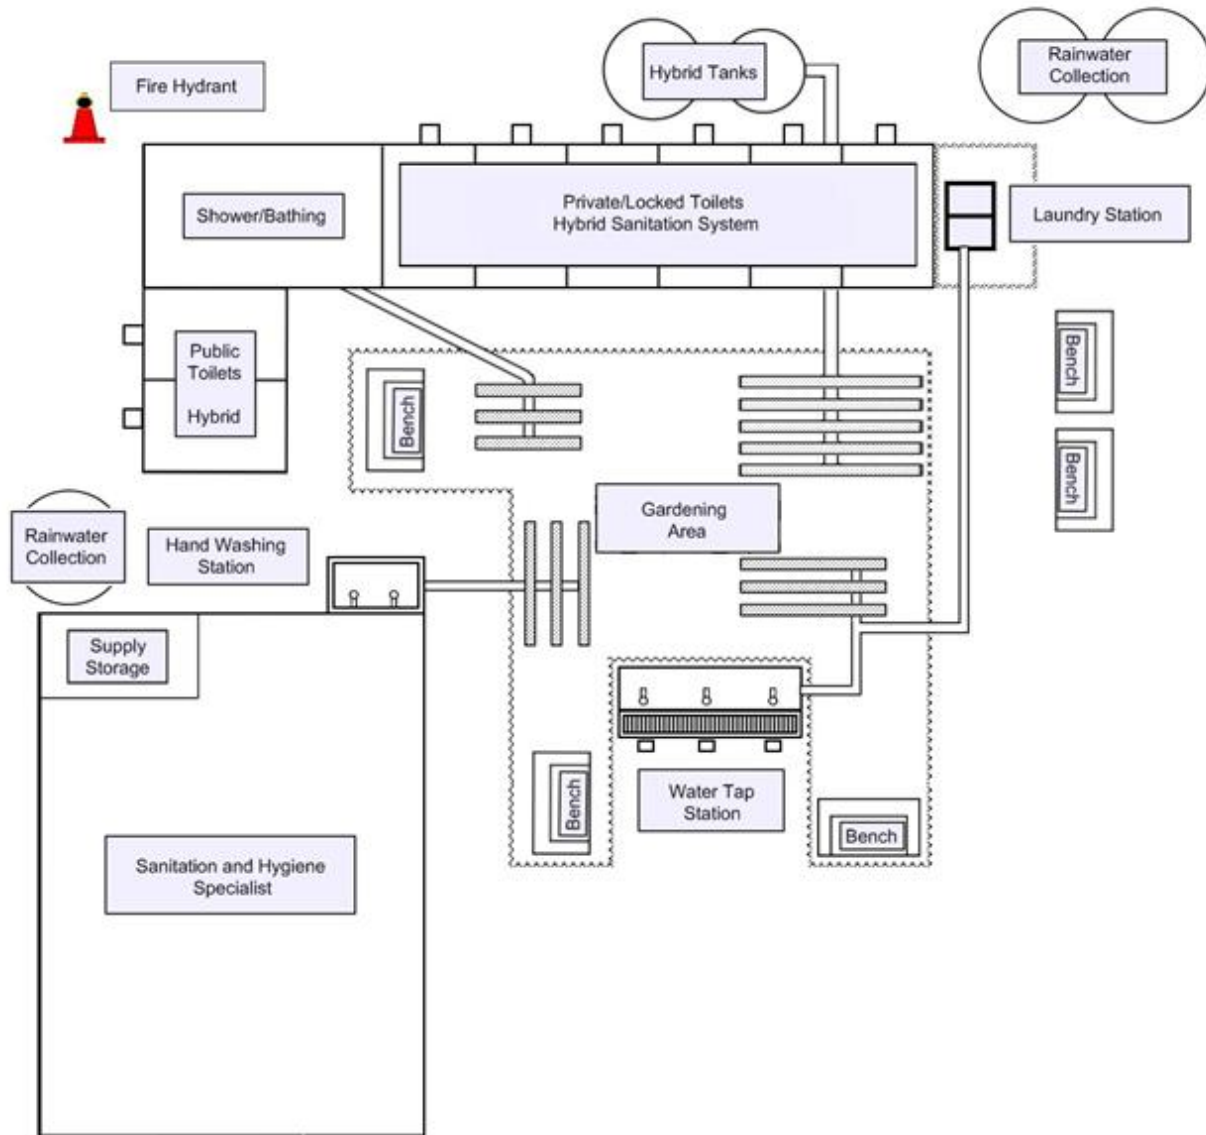 Fire Hydrant
Hybrid Tanks
Rainwater
Collection
Shower/Bathing
Private/Locked Toilets
Hybrid Sanitation System
Laundry Station
Public
Toilets
Hybrid
Bench
Bench
Bench
Rainwater
Collection
Hand Washing
Station
Gardening
Area
Supply
Storage
Bench
Water Tap
Station
Bench
Sanitation and Hygiene
Specialist